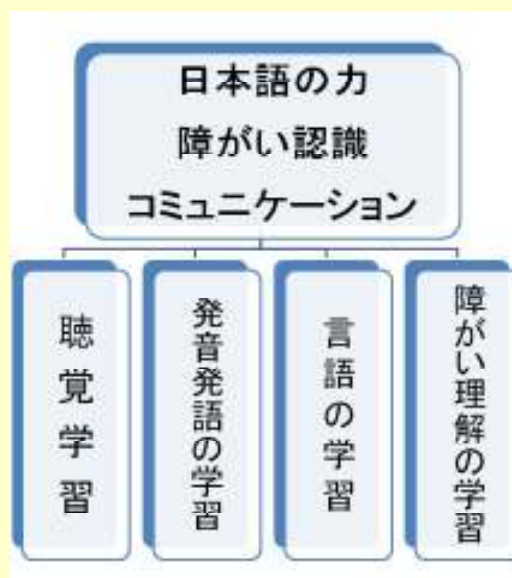 日本語の力
障がい認識
コミュニケーション
聴覚学習
発音発語の学習
言語の学習
障がい理解の学習